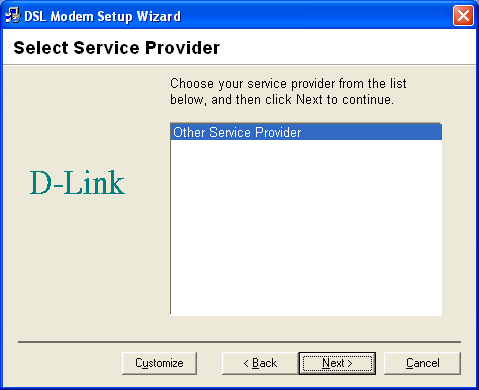 DSL Modem Setup Wizard
Select Service Provider
Choose your service provider from the list
below, and then click Next to continue.
Other Service Provider
D-Link
Customize
< Back
Next >
Cancel